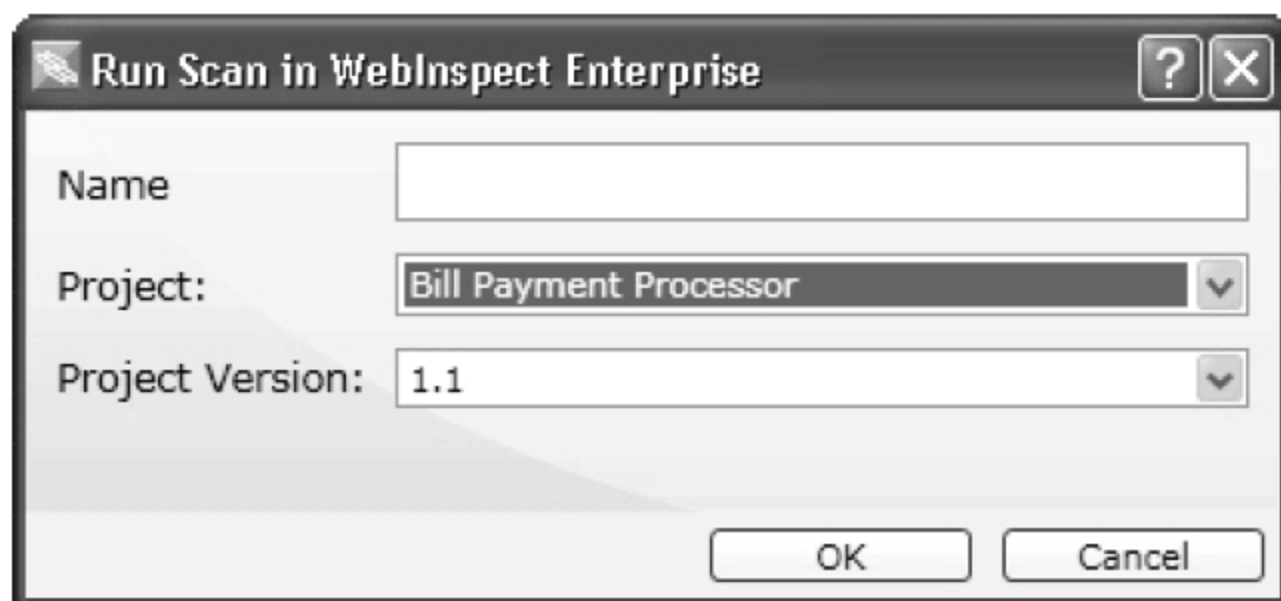 Run Scan in WebInspect Enterprise
Name
Project: Bill Payment Processor
Project Version: 1.1
OK Cancel